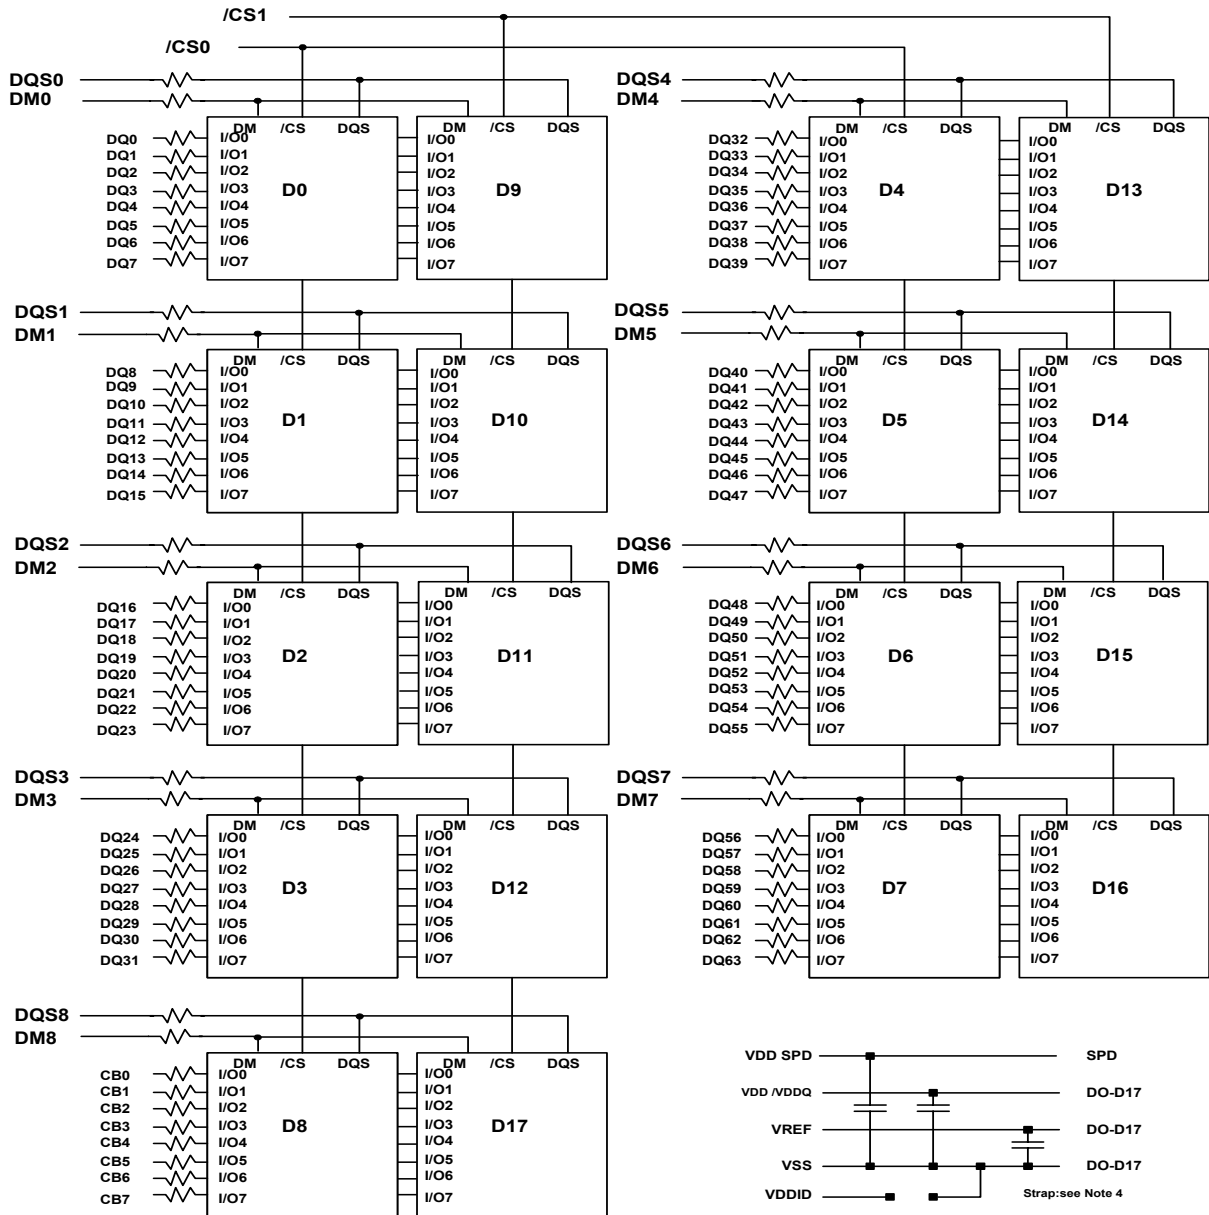 /CS1
/CS0
DQS0
DM0
DM /CS DQS
DM /CS DQS
DQ0 I/O0 I/O0
DQ1 I/O1 I/O1
DQ2 I/O2 I/O2
DQ3 I/O3 I/O3
DQ4 I/O4 I/O4
DQ5 I/O5 I/O5
DQ6 I/O6 I/O6
DQ7 I/O7 I/O7
D0 D9
DQS1
DM1
DM /CS DQS
DM /CS DQS
DQ8 I/O0 I/O0
DQ9 I/O1 I/O1
DQ10 I/O2 I/O2
DQ11 I/O3 I/O3
DQ12 I/O4 I/O4
DQ13 I/O5 I/O5
DQ14 I/O6 I/O6
DQ15 I/O7 I/O7
D1 D10
DQS2
DM2
DM /CS DQS
DM /CS DQS
DQ16 I/O0 I/O0
DQ17 I/O1 I/O1
DQ18 I/O2 I/O2
DQ19 I/O3 I/O3
DQ20 I/O4 I/O4
DQ21 I/O5 I/O5
DQ22 I/O6 I/O6
DQ23 I/O7 I/O7
D2 D11
DQS3
DM3
DM /CS DQS
DM /CS DQS
DQ24 I/O0 I/O0
DQ25 I/O1 I/O1
DQ26 I/O2 I/O2
DQ27 I/O3 I/O3
DQ28 I/O4 I/O4
DQ29 I/O5 I/O5
DQ30 I/O6 I/O6
DQ31 I/O7 I/O7
D3 D12
DQS8
DM8
DM /CS DQS
DM /CS DQS
CB0 I/O0 I/O0
CB1 I/O1 I/O1
CB2 I/O2 I/O2
CB3 I/O3 I/O3
CB4 I/O4 I/O4
CB5 I/O5 I/O5
CB6 I/O6 I/O6
CB7 I/O7 I/O7
D8 D17
DQS4
DM4
DM /CS DQS
DM /CS DQS
DQ32 I/O0 I/O0
DQ33 I/O1 I/O1
DQ34 I/O2 I/O2
DQ35 I/O3 I/O3
DQ36 I/O4 I/O4
DQ37 I/O5 I/O5
DQ38 I/O6 I/O6
DQ39 I/O7 I/O7
D4 D13
DQS5
DM5
DM /CS DQS
DM /CS DQS
DQ40 I/O0 I/O0
DQ41 I/O1 I/O1
DQ42 I/O2 I/O2
DQ43 I/O3 I/O3
DQ44 I/O4 I/O4
DQ45 I/O5 I/O5
DQ46 I/O6 I/O6
DQ47 I/O7 I/O7
D5 D14
DQS6
DM6
DM /CS DQS
DM /CS DQS
DQ48 I/O0 I/O0
DQ49 I/O1 I/O1
DQ50 I/O2 I/O2
DQ51 I/O3 I/O3
DQ52 I/O4 I/O4
DQ53 I/O5 I/O5
DQ54 I/O6 I/O6
DQ55 I/O7 I/O7
D6 D15
DQS7
DM7
DM /CS DQS
DM /CS DQS
DQ56 I/O0 I/O0
DQ57 I/O1 I/O1
DQ58 I/O2 I/O2
DQ59 I/O3 I/O3
DQ60 I/O4 I/O4
DQ61 I/O5 I/O5
DQ62 I/O6 I/O6
DQ63 I/O7 I/O7
D7 D16
VDD SPD SPD
VDD /VDDQ DO-D17
VREF DO-D17
VSS DO-D17
VDDID Strap:see Note 4